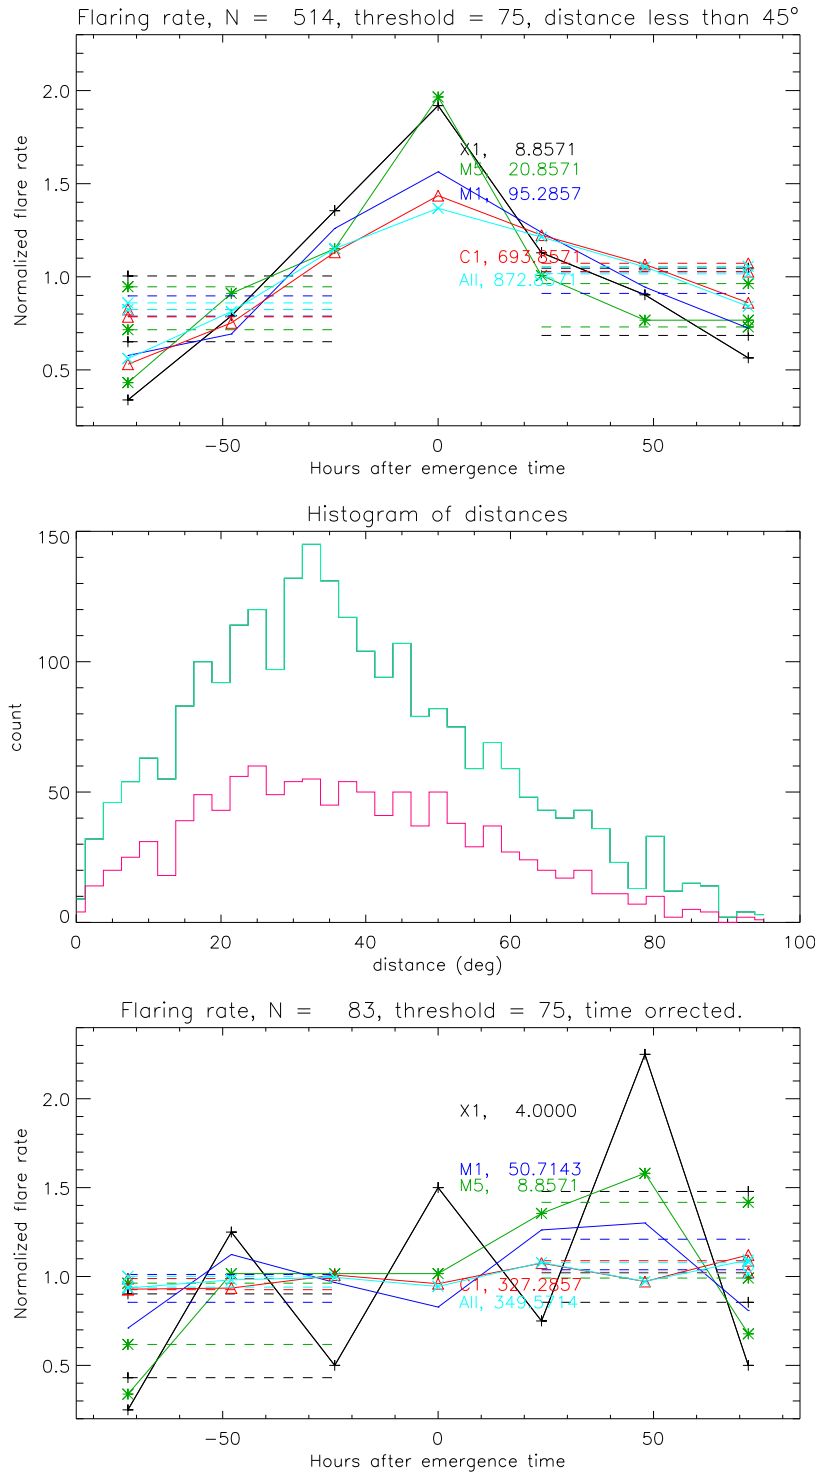 Flaring rate, N = 514, threshold = 75, distance less than 45°
2.0
1.5
1.0
0.5
Normalized flare rate
X1, 8.8571
M5, 20.8571
M1, 95.2857
C1, 693.8571
All, 872.8571
-50 0 50
Hours after emergence time
Histogram of distances
150
100
50
0
count
0 20 40 60 80 100
distance (deg)
Flaring rate, N = 83, threshold = 75, time orrected.
2.0
1.5
1.0
0.5
Normalized flare rate
X1, 4.0000
M1, 50.7143
M5, 8.8571
C1, 327.2857
All, 349.5714
-50 0 50
Hours after emergence time